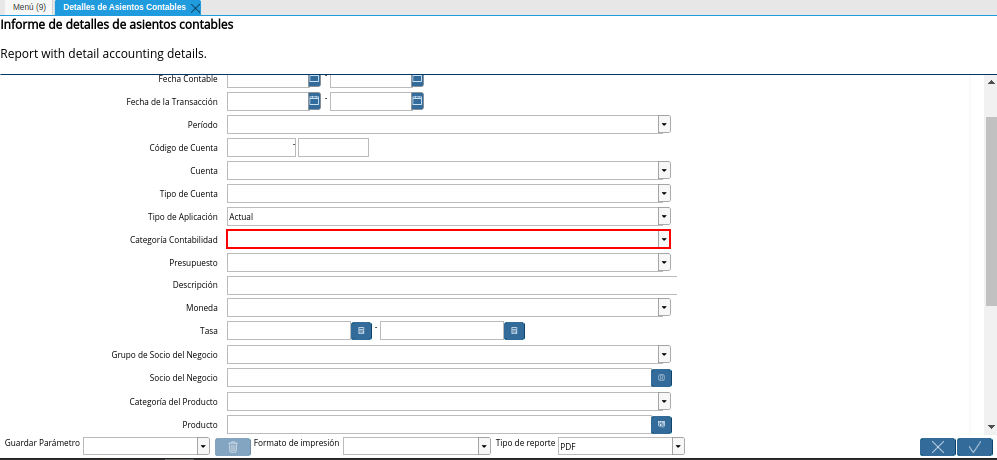 Menú (9) Detalles de Asientos Contables
Informe de detalles de asientos contables
Report with detail accounting details.
Fecha Contable -
Fecha de la Transacción -
Período
Código de Cuenta -
Cuenta
Tipo de Cuenta
Tipo de Aplicación Actual
Categoría Contabilidad
Presupuesto
Descripción
Moneda
Tasa -
Grupo de Socio del Negocio
Socio del Negocio
Categoría del Producto
Producto
Guardar Parámetro Formato de impresión Tipo de reporte PDF